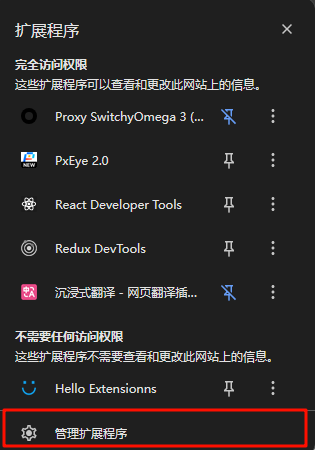 扩展程序
完全访问权限
这些扩展程序可以查看和更改此网站上的信息。
Proxy SwitchyOmega 3 (...
PxEye 2.0
NEW
React Developer Tools
Redux DevTools
沉浸式翻译 - 网页翻译插...
不需要任何访问权限
这些扩展程序不需要查看和更改此网站上的信息。
Hello Extensionns
管理扩展程序